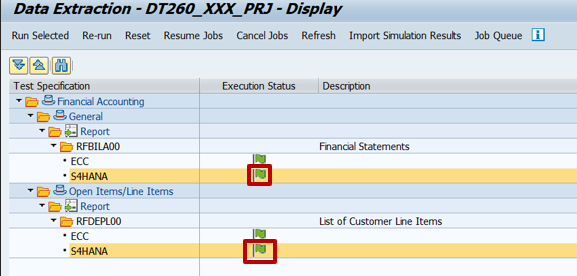 Data Extraction - DT260_XXX_PRJ - Display
Run Selected Re-run Reset Resume Jobs Cancel Jobs Refresh Import Simulation Results Job Queue
Test Specification Execution Status Description
Financial Accounting
General
Report
RFBILA00 Financial Statements
ECC
S4HANA
Open Items/Line Items
Report
RFDEPL00 List of Customer Line Items
ECC
S4HANA